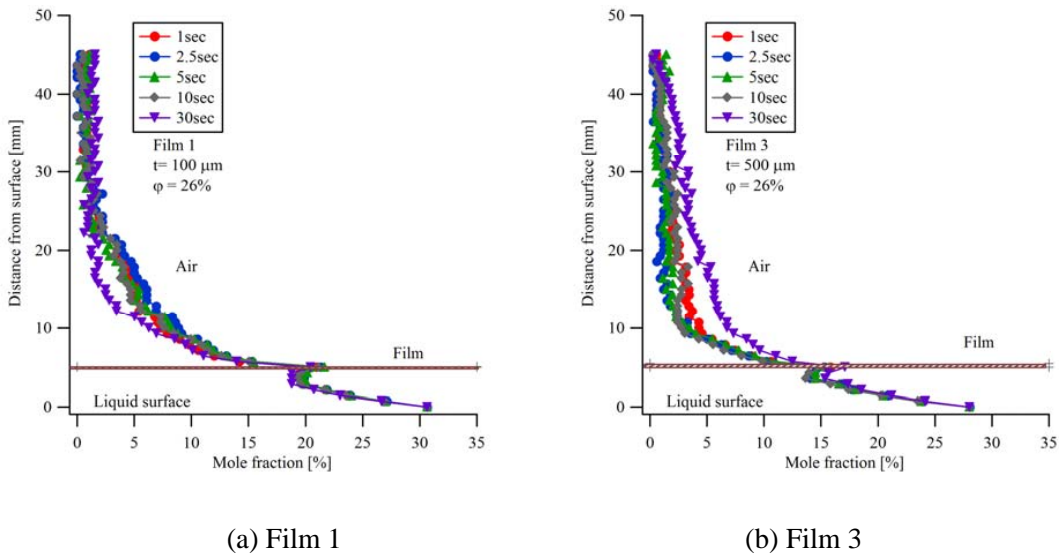 50
40
30
20
10
0
Distance from surface [mm]
1sec
2.5sec
5sec
10sec
30sec
Film 1
t= 100 μm
φ = 26%
Air
Film
Liquid surface
0 5 10 15 20 25 30 35
Mole fraction [%]
(a) Film 1
50
40
30
20
10
0
Distance from surface [mm]
1sec
2.5sec
5sec
10sec
30sec
Film 3
t= 500 μm
φ = 26%
Air
Film
Liquid surface
0 5 10 15 20 25 30 35
Mole fraction [%]
(b) Film 3